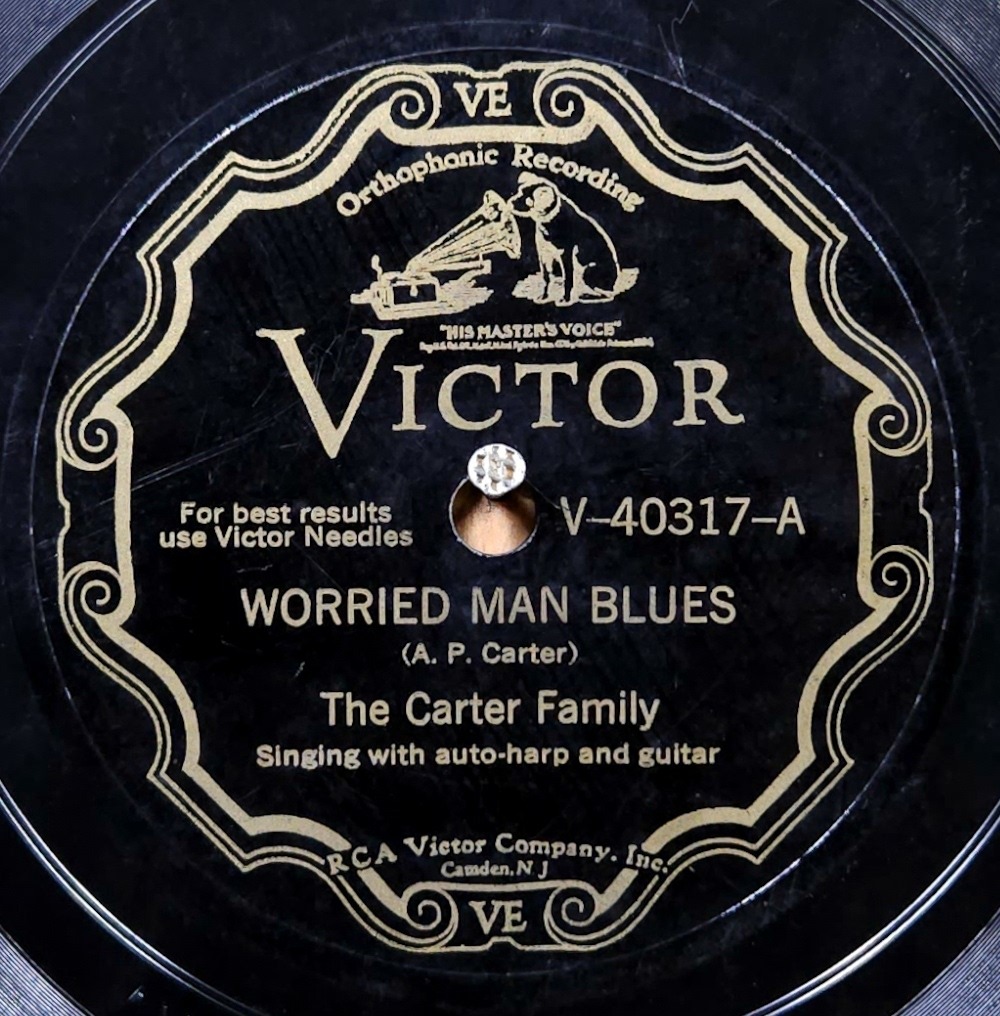 VE
Orthophonic Recording
"HIS MASTER'S VOICE"
VICTOR
For best results
use Victor Needles
V-40317-A
WORRIED MAN BLUES
(A. P. Carter)
The Carter Family
Singing with auto-harp and guitar
RCA Victor Company. Inc.
Camden, N J
VE